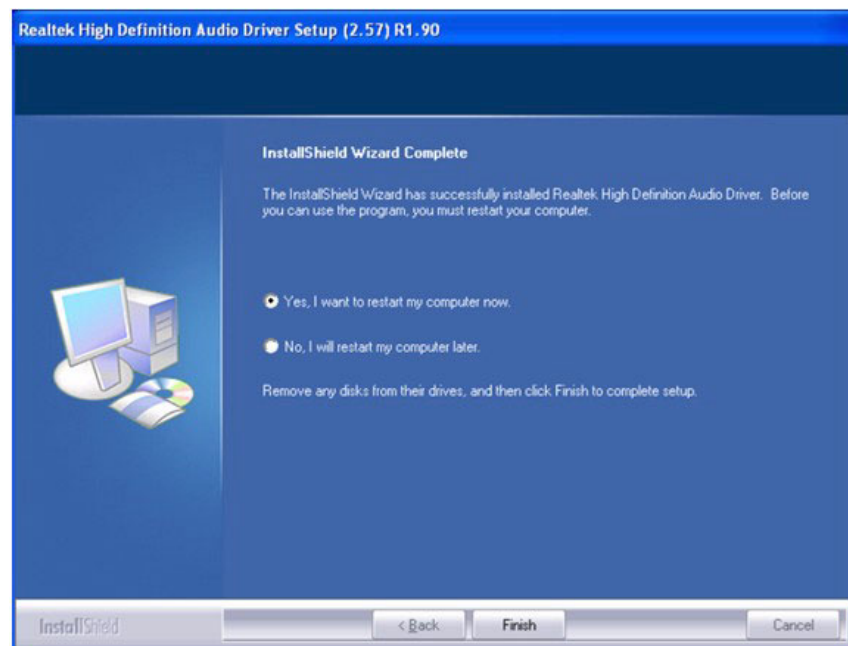 Realtek High Definition Audio Driver Setup (2.57) R1.90
InstallShield Wizard Complete
The InstallShield Wizard has successfully installed Realtek High Definition Audio Driver. Before
you can use the program, you must restart your computer.
Yes, I want to restart my computer now.
No, I will restart my computer later.
Remove any disks from their drives, and then click Finish to complete setup.
InstallShield
< Back
Finish
Cancel